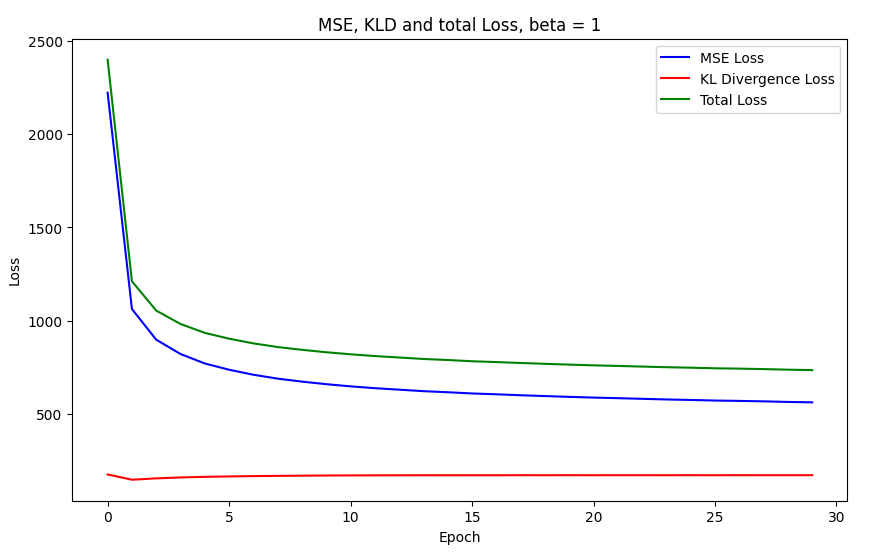 MSE, KLD and total Loss, beta = 1
2500
2000
1500
1000
500
Loss
MSE Loss
KL Divergence Loss
Total Loss
0 5 10 15 20 25 30
Epoch